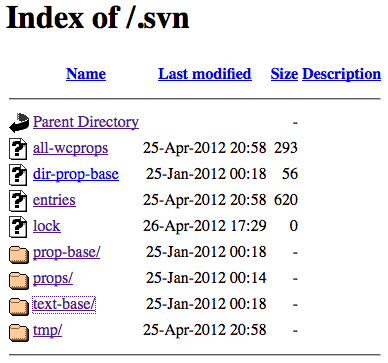 Index of /.svn
Name Last modified Size Description
Parent Directory -
all-wcprops 25-Apr-2012 20:58 293
dir-prop-base 25-Jan-2012 00:18 56
entries 25-Apr-2012 20:58 620
lock 26-Apr-2012 17:29 0
prop-base/ 25-Jan-2012 00:18 -
props/ 25-Jan-2012 00:14 -
text-base/ 25-Jan-2012 00:18 -
tmp/ 25-Apr-2012 20:58 -